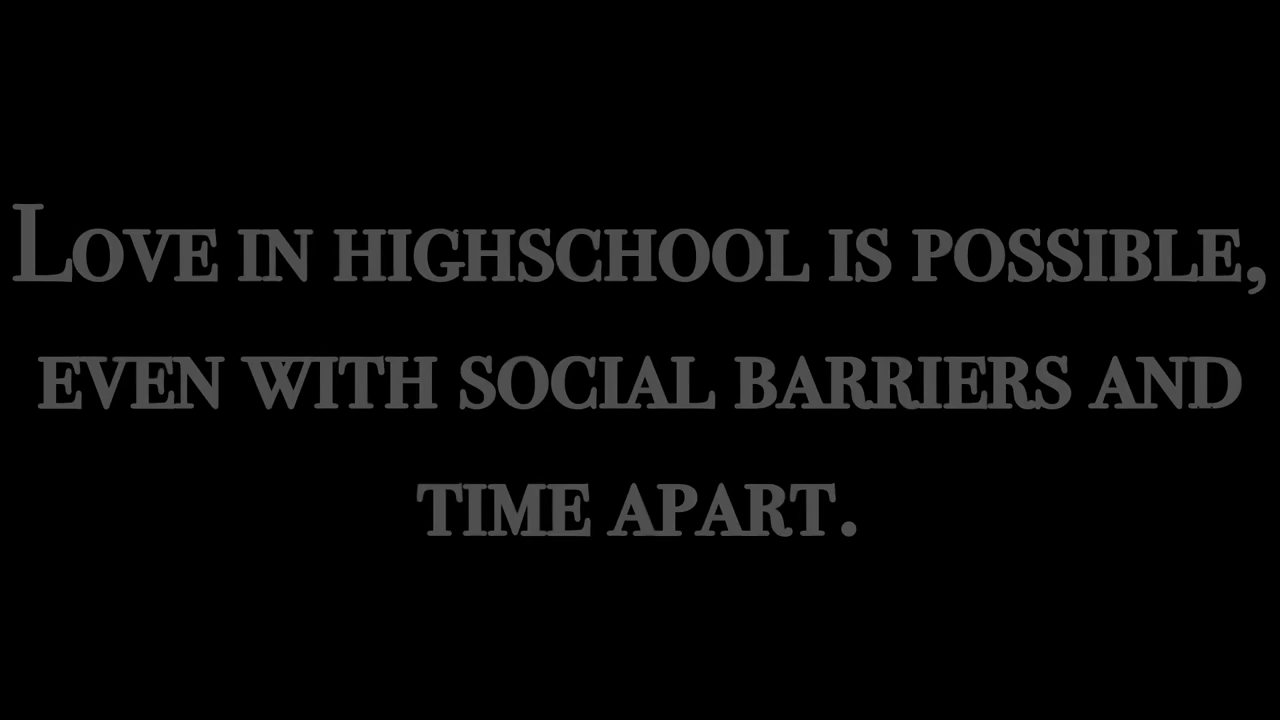 Love in highschool is possible,
even with social barriers and
time apart.